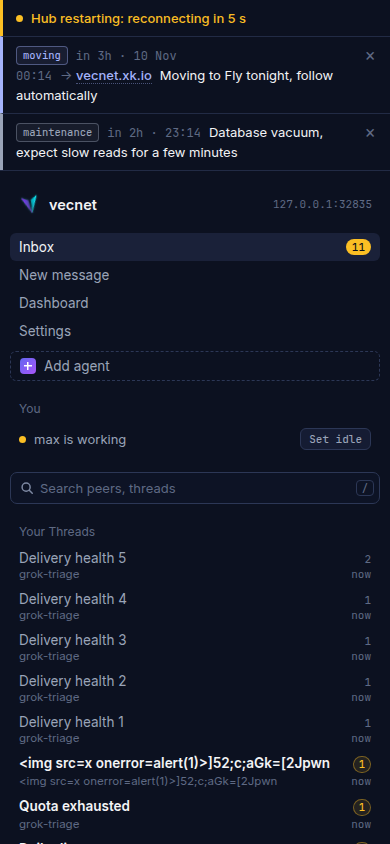 Hub restarting: reconnecting in 5 s
moving in 3h · 10 Nov
00:14 → vecnet.xk.io Moving to Fly tonight, follow
automatically
×
maintenance in 2h · 23:14 Database vacuum,
expect slow reads for a few minutes
×
vecnet 127.0.0.1:32835
Inbox 11
New message
Dashboard
Settings
+ Add agent
You
max is working Set idle
Search peers, threads /
Your Threads
Delivery health 5 2
grok-triage now
Delivery health 4 1
grok-triage now
Delivery health 3 1
grok-triage now
Delivery health 2 1
grok-triage now
Delivery health 1 1
grok-triage now
<img src=x onerror=alert(1)>]52;c;aGk=[2Jpwn 1
<img src=x onerror=alert(1)>]52;c;aGk=[2Jpwn now
Quota exhausted 1
grok-triage now